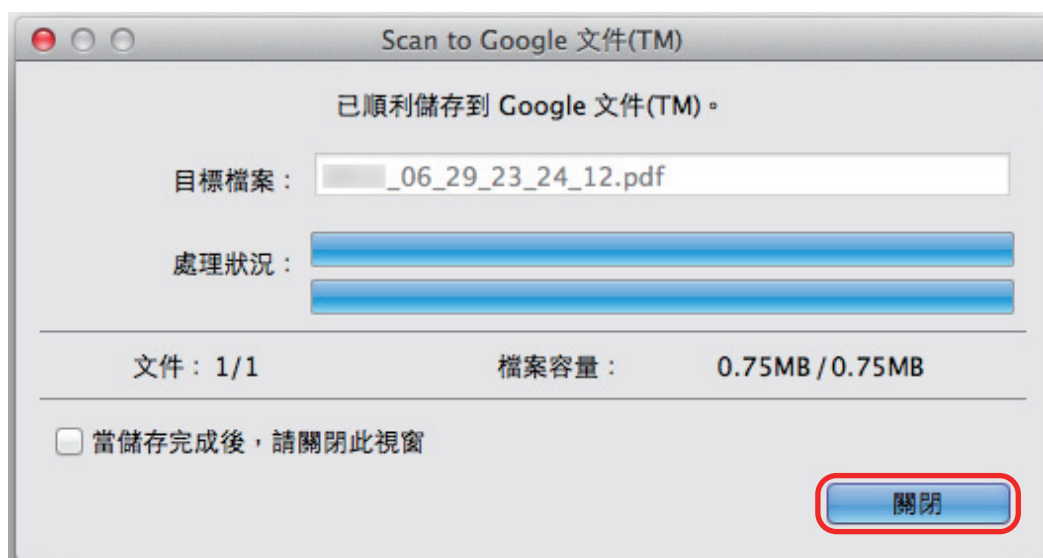 Scan to Google 文件(TM)
已順利儲存到 Google 文件(TM)。
目標檔案： _06_29_23_24_12.pdf
處理狀況：
文件：1/1 檔案容量： 0.75MB / 0.75MB
當儲存完成後，請關閉此視窗
關閉